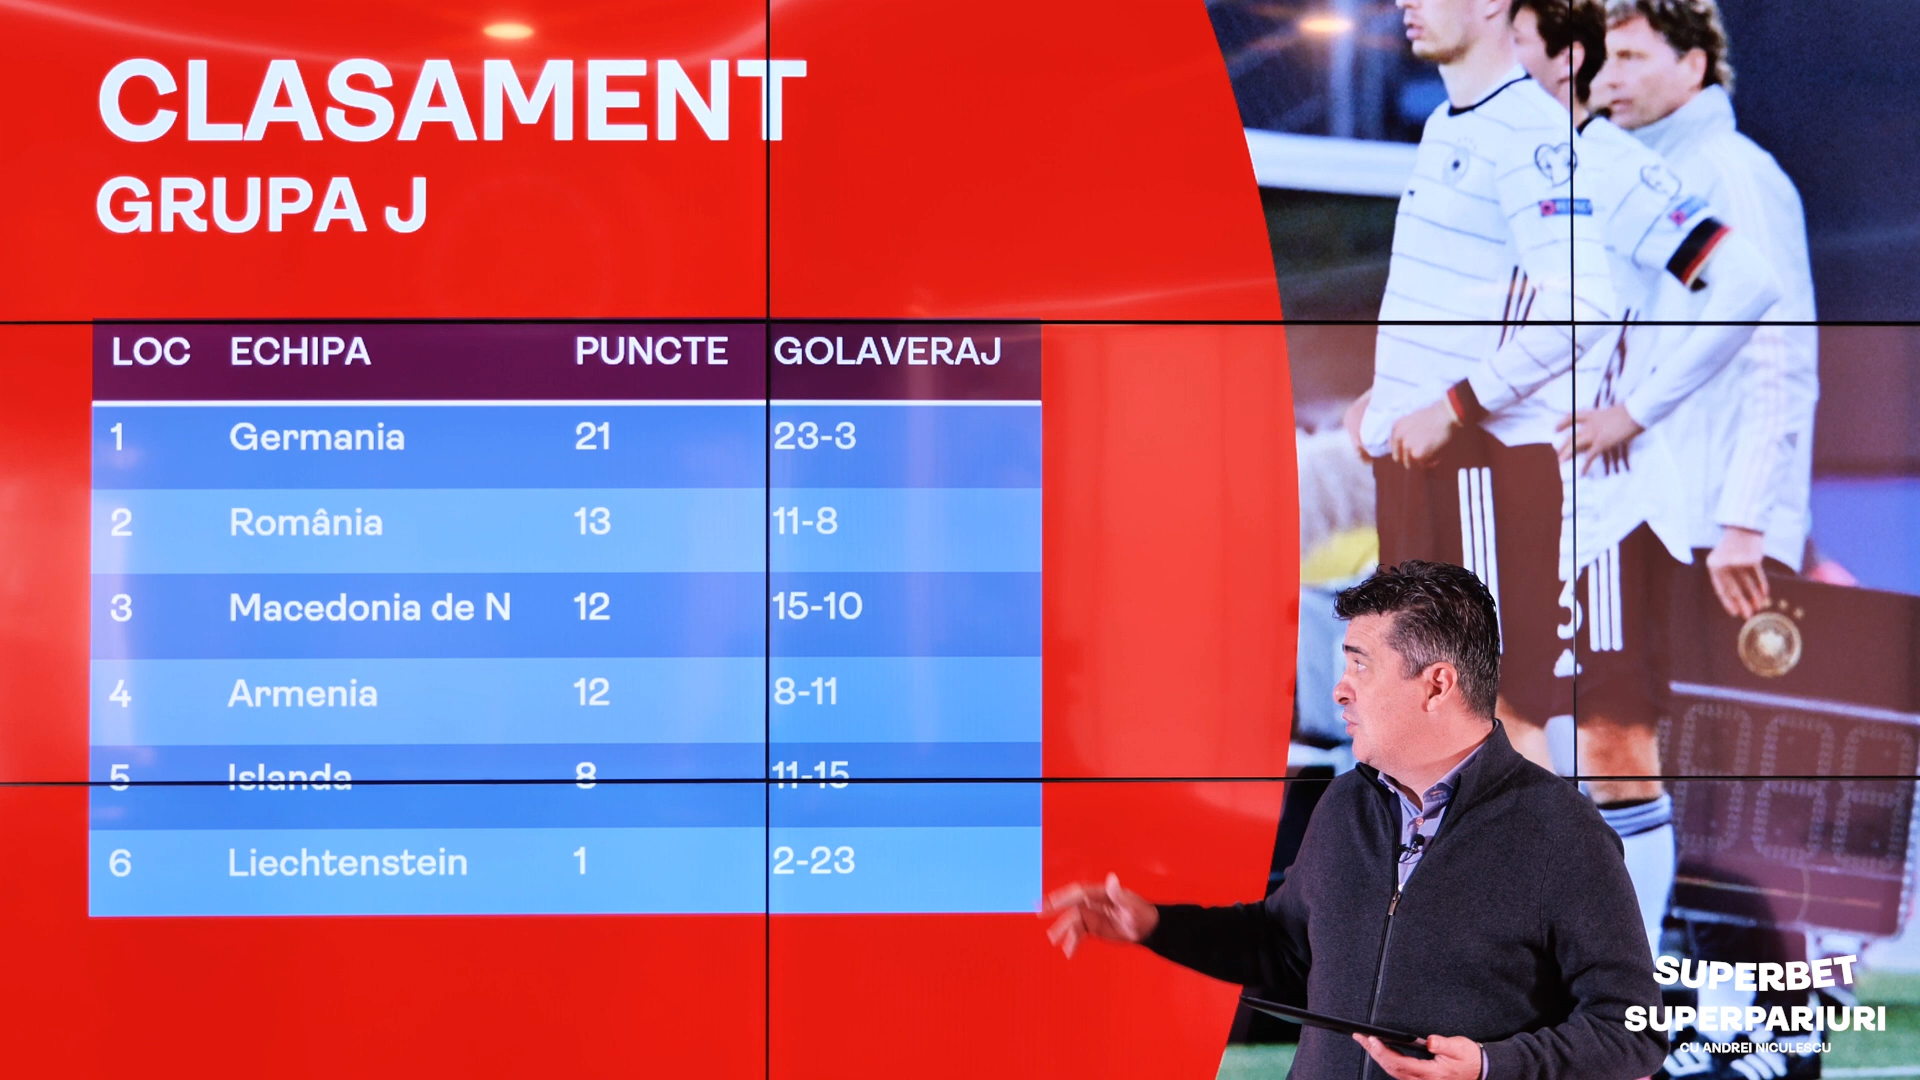 CLASAMENT
GRUPA J
LOC ECHIPA PUNCTE GOLAVERAJ
1 Germania 21 23-3
2 România 13 11-8
3 Macedonia de N 12 15-10
4 Armenia 12 8-11
5 Islanda 8 11-15
6 Liechtenstein 1 2-23
5
SUPERBET
SUPERPARIURI
CU ANDREI NICULESCU